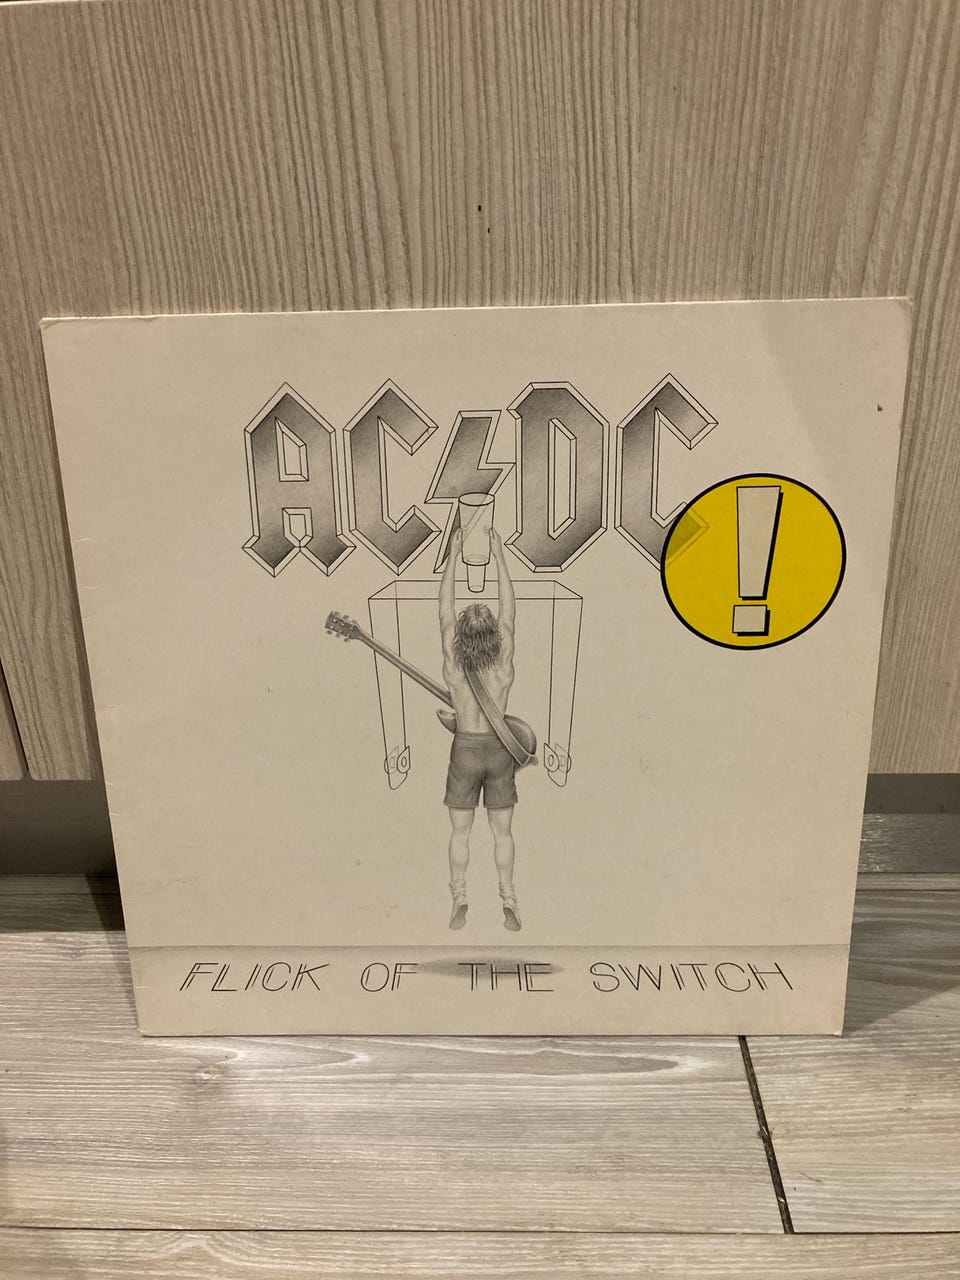 AC⚡DC
!
FLICK OF THE SWITCH